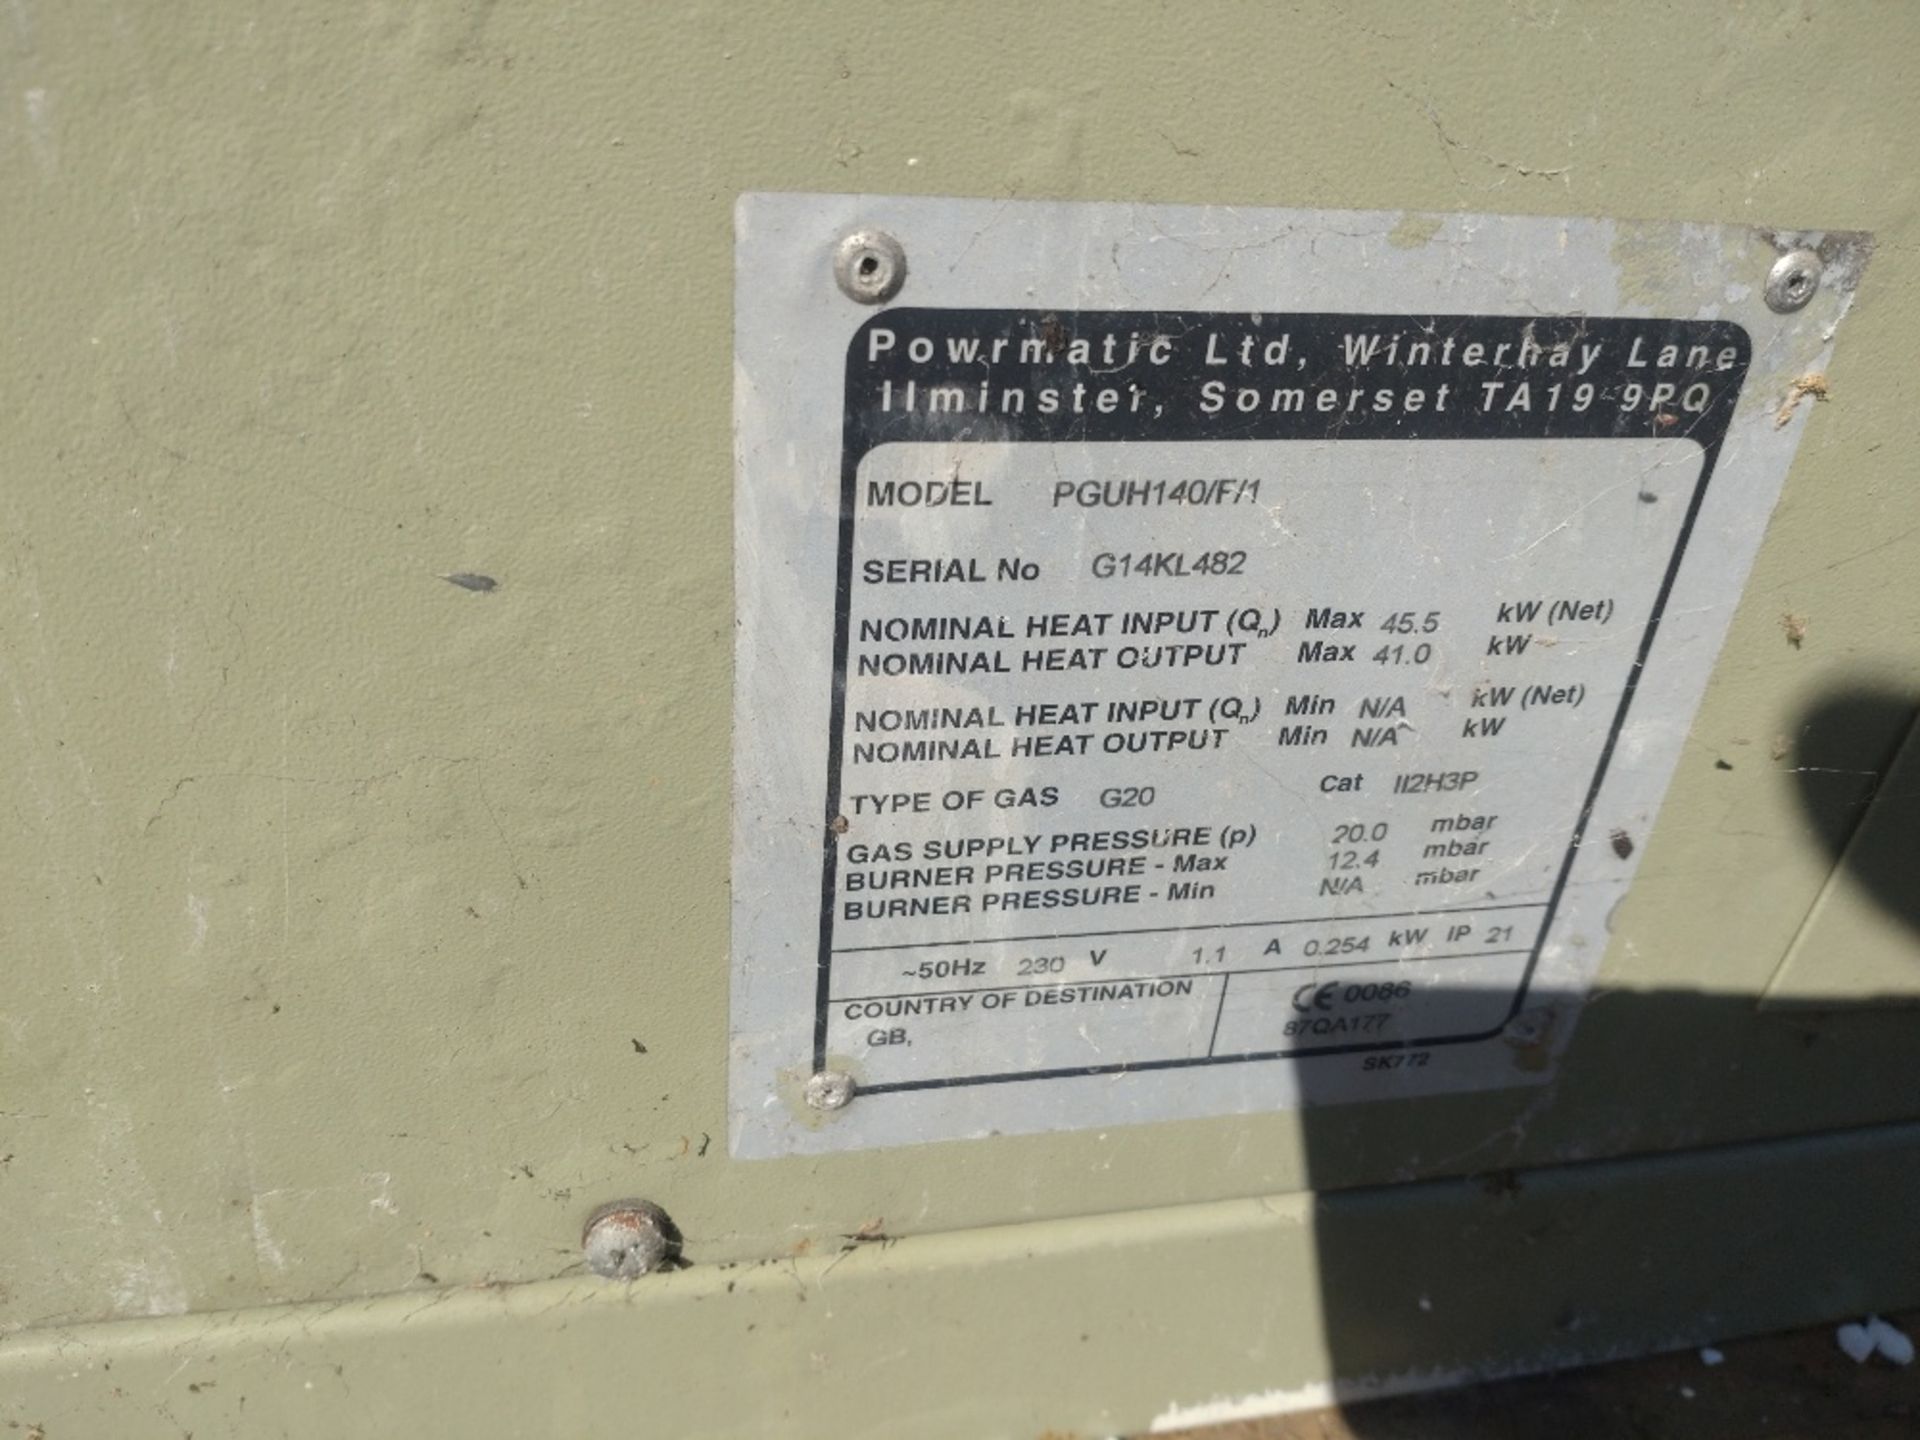 Powrmatic Ltd, Winterhay Lane
Ilminster, Somerset TA19 9PQ
MODEL PGUH140/F/1
SERIAL No G14KL482
NOMINAL HEAT INPUT (Qn) Max 45.5 kW (Net)
NOMINAL HEAT OUTPUT Max 41.0 kW
NOMINAL HEAT INPUT (Qn) Min N/A kW (Net)
NOMINAL HEAT OUTPUT Min N/A kW
TYPE OF GAS G20 Cat II2H3P
GAS SUPPLY PRESSURE (p) 20.0 mbar
BURNER PRESSURE - Max 12.4 mbar
BURNER PRESSURE - Min N/A mbar
~50Hz 230 V 1.1 A 0.254 kW IP 21
COUNTRY OF DESTINATION
GB,
CE 0086
87QA177
SK772